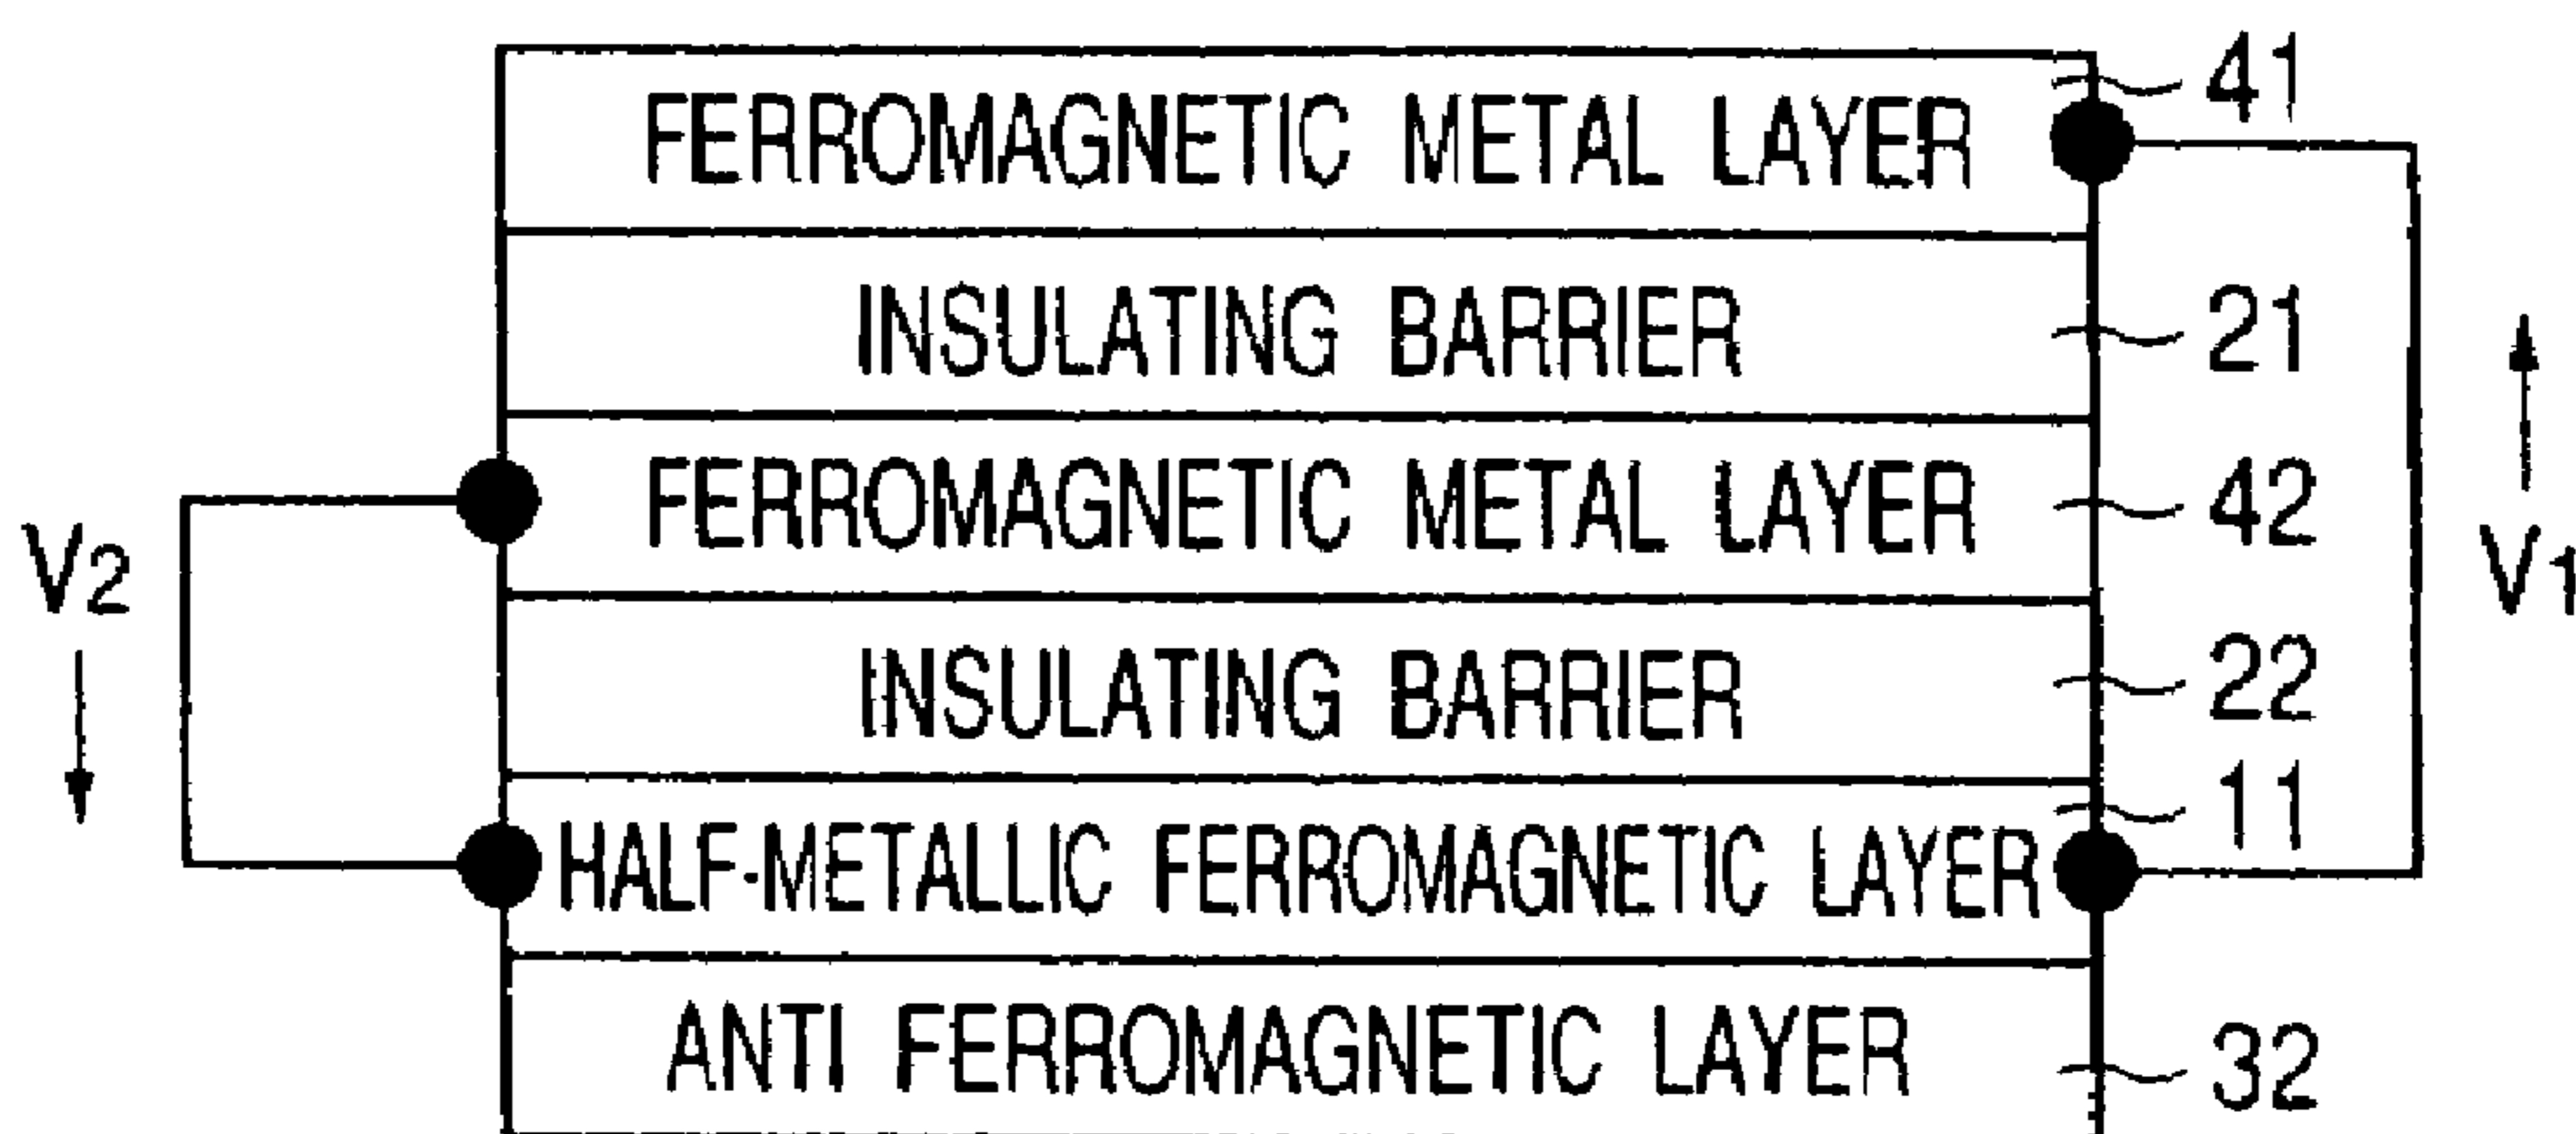 FERROMAGNETIC METAL LAYER 41
INSULATING BARRIER 21
FERROMAGNETIC METAL LAYER 42
V2
V1
INSULATING BARRIER 22
HALF-METALLIC FERROMAGNETIC LAYER 11
ANTI FERROMAGNETIC LAYER 32